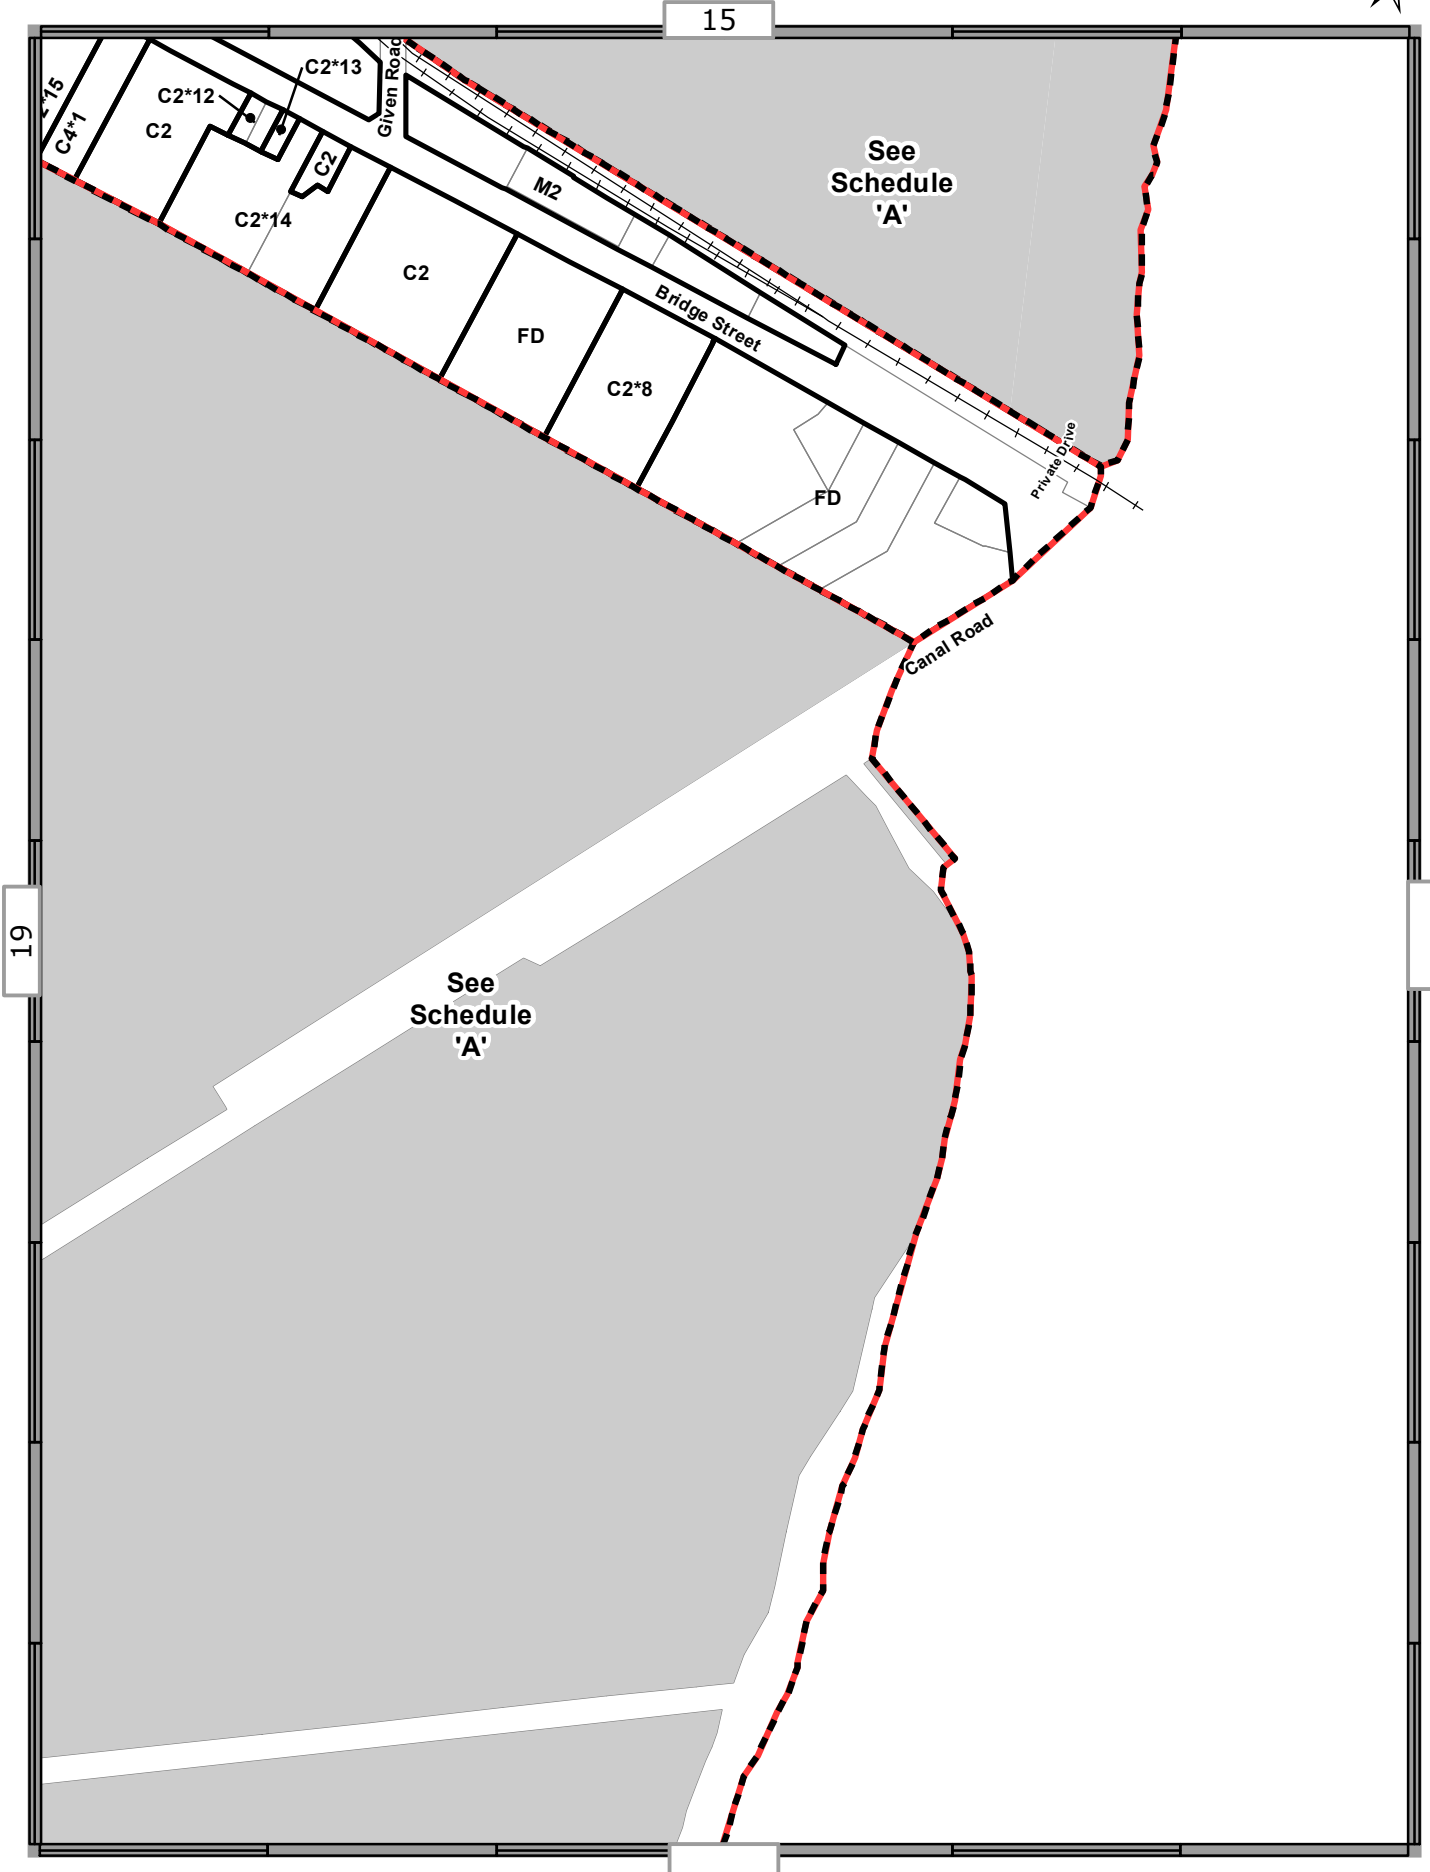 15
C2*13
Given Road
C2*12
C4*1
C2
See
Schedule
'A'
C2
M2
C2*14
C2
Bridge Street
FD
C2*8
Private Drive
FD
Canal Road
19
See
Schedule
'A'